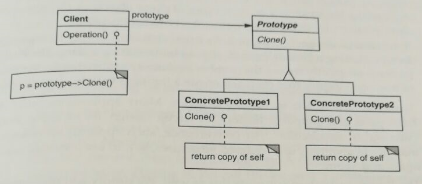 Client
prototype
Prototype
Operation()
Clone()
p = prototype->Clone()
ConcretePrototype1
ConcretePrototype2
Clone()
Clone()
return copy of self
return copy of self